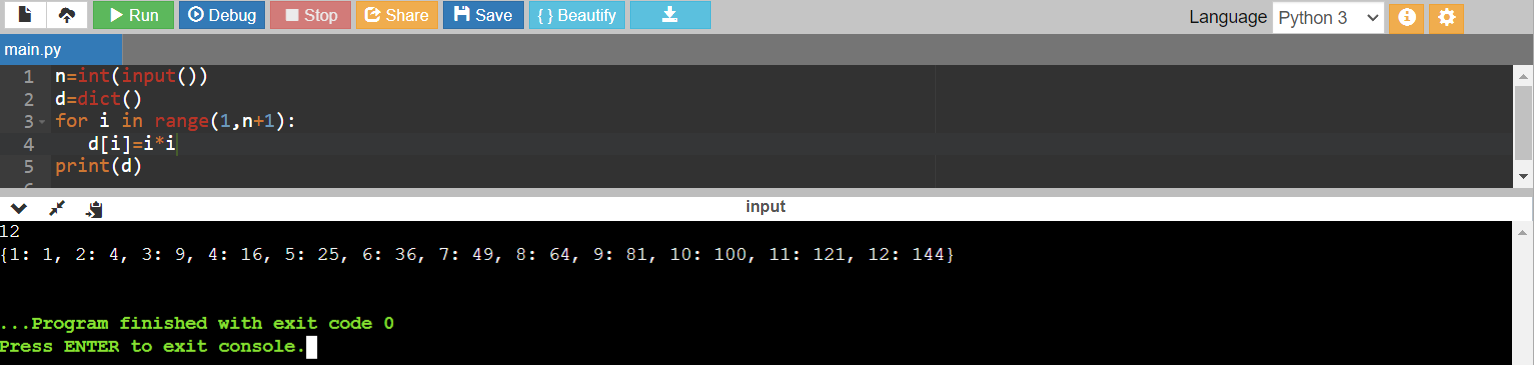 Run Debug Stop Share Save { } Beautify Language Python 3
main.py
1 n=int(input())
2 d=dict()
3 for i in range(1,n+1):
4 d[i]=i*i
5 print(d)
input
12
{1: 1, 2: 4, 3: 9, 4: 16, 5: 25, 6: 36, 7: 49, 8: 64, 9: 81, 10: 100, 11: 121, 12: 144}
...Program finished with exit code 0
Press ENTER to exit console.